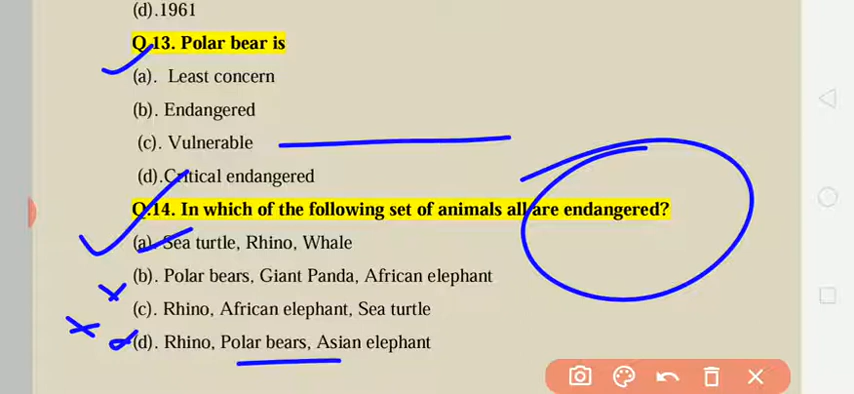 (d).1961
Q.13. Polar bear is
(a). Least concern
(b). Endangered
(c). Vulnerable
(d).Critical endangered
Q.14. In which of the following set of animals all are endangered?
(a). Sea turtle, Rhino, Whale
(b). Polar bears, Giant Panda, African elephant
(c). Rhino, African elephant, Sea turtle
(d). Rhino, Polar bears, Asian elephant